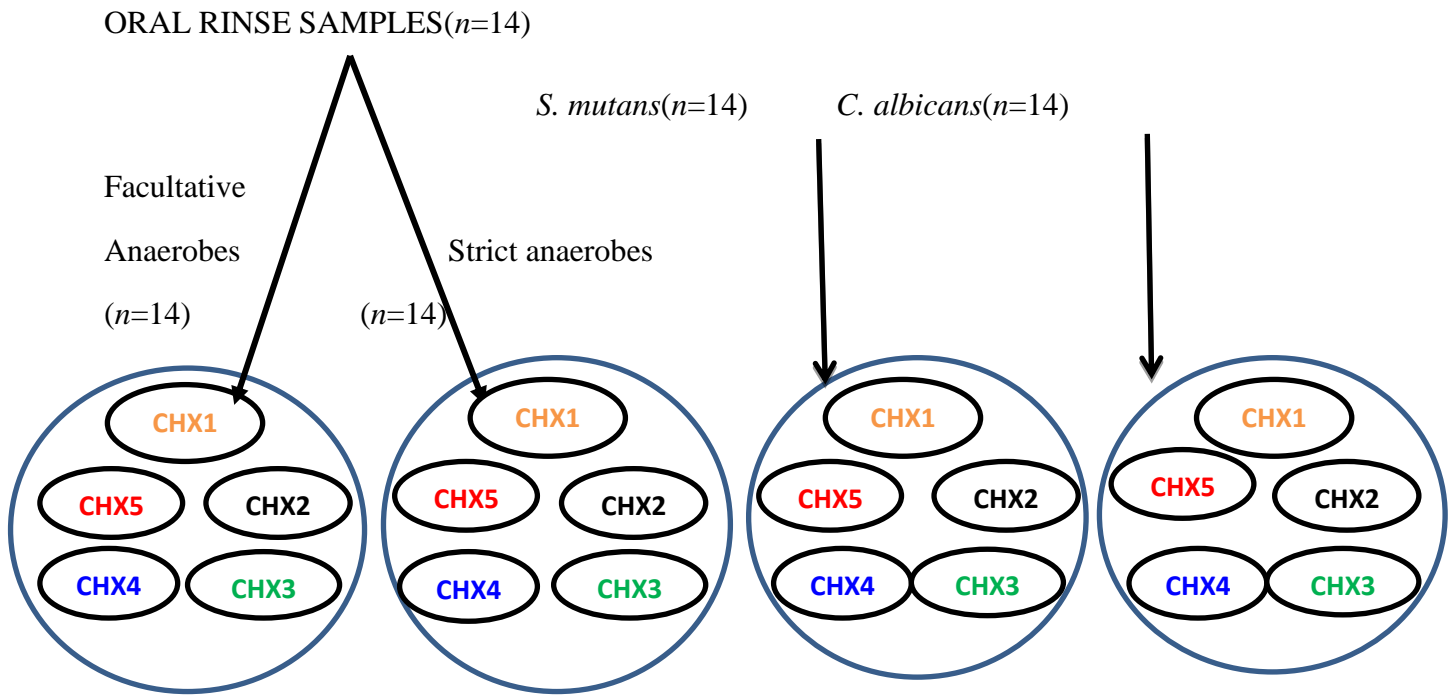 ORAL RINSE SAMPLES(n=14)
S. mutans(n=14) C. albicans(n=14)
Facultative
Anaerobes Strict anaerobes
(n=14) (n=14)
CHX1 CHX1 CHX1 CHX1
CHX5 CHX2 CHX5 CHX2 CHX5 CHX2 CHX5 CHX2
CHX4 CHX3 CHX4 CHX3 CHX4 CHX3 CHX4 CHX3